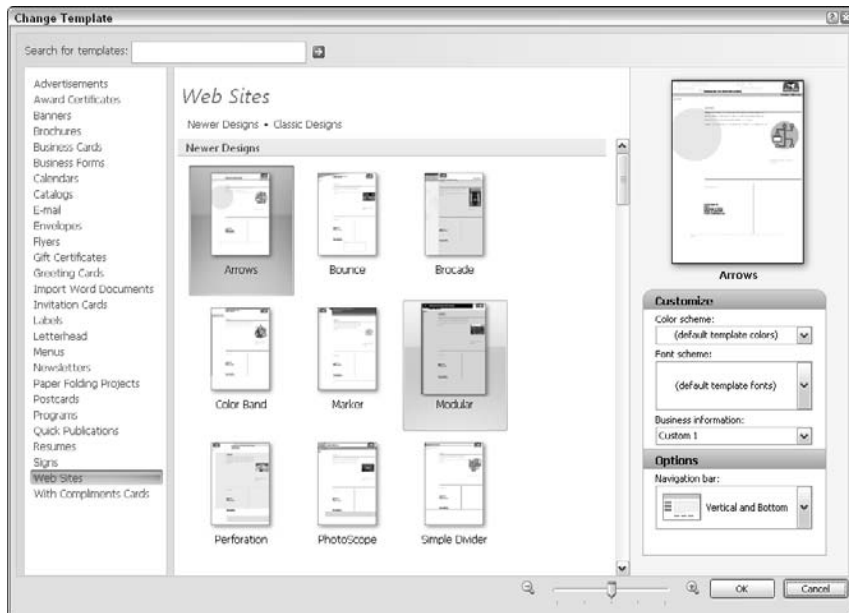 Change Template
Search for templates:
Advertisements
Award Certificates
Banners
Brochures
Business Cards
Business Forms
Calendars
Catalogs
E-mail
Envelopes
Flyers
Gift Certificates
Greeting Cards
Import Word Documents
Invitation Cards
Labels
Letterhead
Menus
Newsletters
Paper Folding Projects
Postcards
Programs
Quick Publications
Resumes
Signs
Web Sites
With Compliments Cards
Web Sites
Newer Designs • Classic Designs
Newer Designs
Arrows
Bounce
Brocade
Color Band
Marker
Modular
Perforation
PhotoScope
Simple Divider
Arrows
Customize
Color scheme:
(default template colors)
Font scheme:
(default template fonts)
Business information:
Custom 1
Options
Navigation bar:
Vertical and Bottom
OK
Cancel